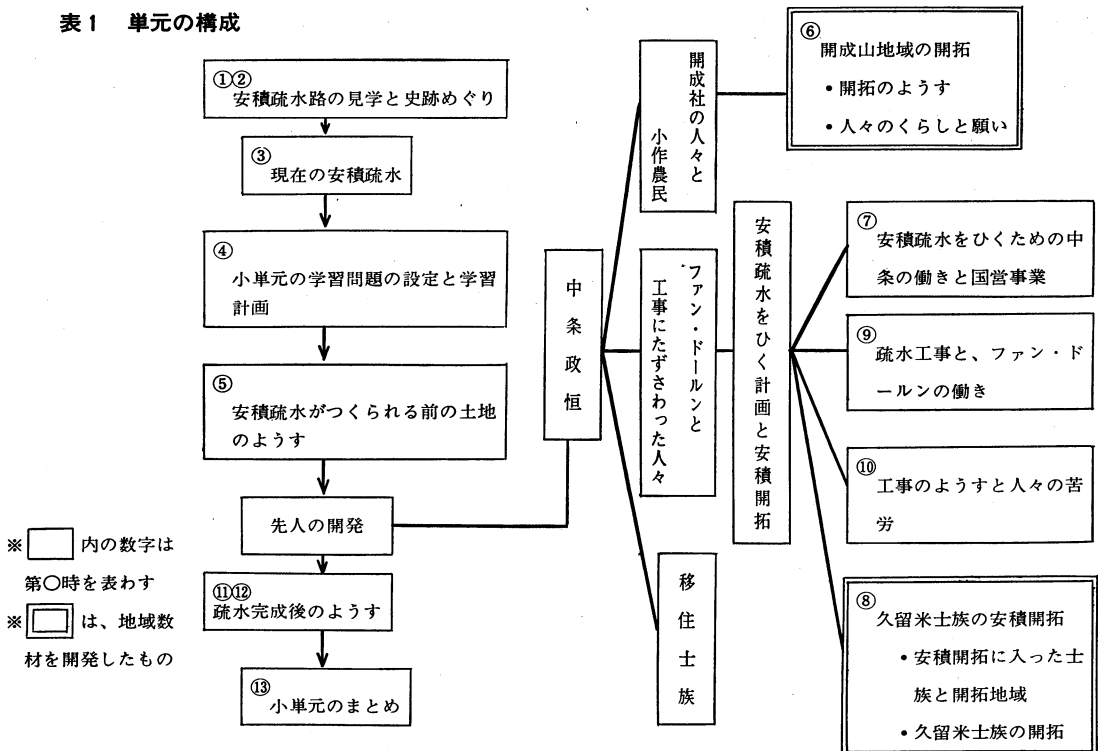 表1 単元の構成
①②
安積疏水路の見学と史跡めぐり
③
現在の安積疏水
④
小単元の学習問題の設定と学習
計画
⑤
安積疏水がつくられる前の土地
のようす
先人の開発
⑪⑫
疏水完成後のようす
⑬
小単元のまとめ
※ 内の数字は
第〇時を表わす
※ は、地域教
材を開発したもの
中条政恒
開成社の人々と
小作農民
ファン・ドールンと
工事にたずさわった人々
移住士族
安積疏水をひく計画と安積開拓
⑥
開成山地域の開拓
・開拓のようす
・人々のくらしと願い
⑦
安積疏水をひくための中
条の働きと国営事業
⑨
疏水工事と、ファン・ド
ールンの働き
⑩
工事のようすと人々の苦
労
⑧
久留米士族の安積開拓
・安積開拓に入った士
族と開拓地域
・久留米士族の開拓